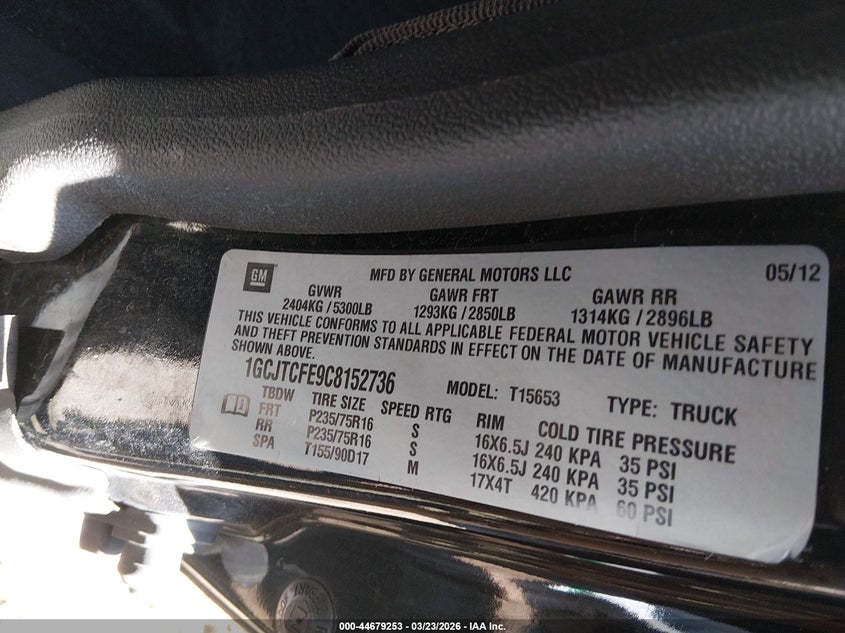 GM
MFD BY GENERAL MOTORS LLC 05/12
GVWR GAWR FRT GAWR RR
2404KG / 5300LB 1293KG / 2850LB 1314KG / 2896LB
THIS VEHICLE CONFORMS TO ALL APPLICABLE FEDERAL MOTOR VEHICLE SAFETY
AND THEFT PREVENTION STANDARDS IN EFFECT ON THE DATE OF MANUFACTURE
SHOWN ABOVE.
1GCJTCFE9C8152736 MODEL: T15653 TYPE: TRUCK
TBDW TIRE SIZE SPEED RTG RIM COLD TIRE PRESSURE
FRT P235/75R16 S 16X6.5J 240 KPA 35 PSI
RR P235/75R16 S 16X6.5J 240 KPA 35 PSI
SPA T155/90D17 M 17X4T 420 KPA 60 PSI
000-44679253 - 03/23/2026 - IAA Inc.